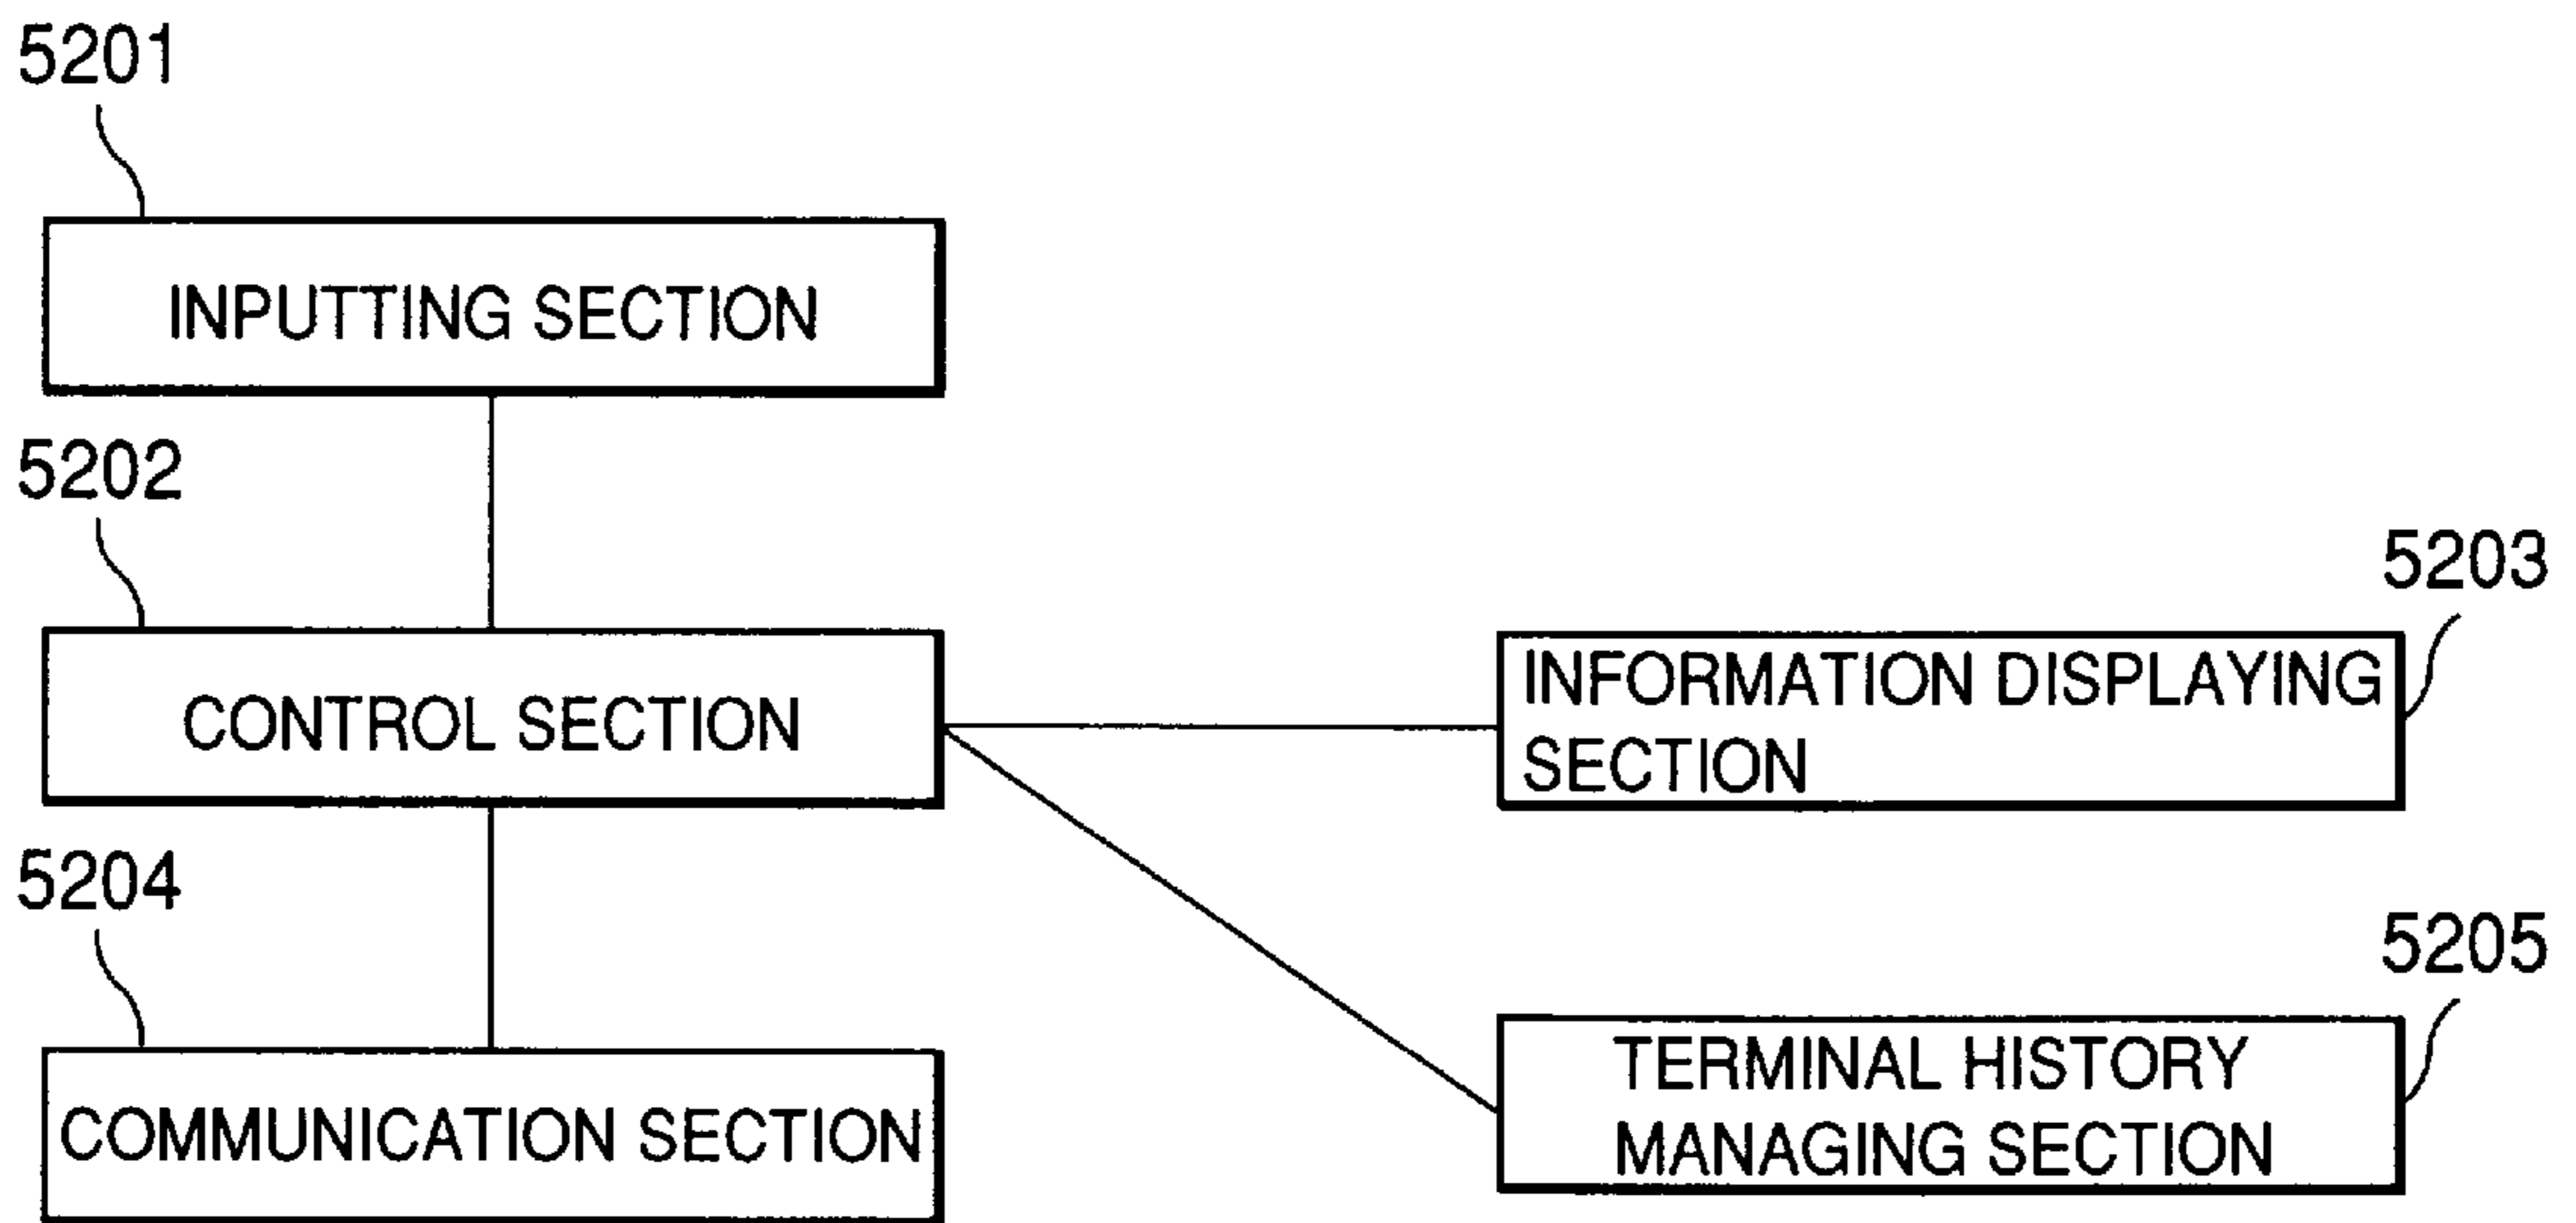 5201
INPUTTING SECTION
5202
CONTROL SECTION
5203
INFORMATION DISPLAYING
SECTION
5204
COMMUNICATION SECTION
5205
TERMINAL HISTORY
MANAGING SECTION